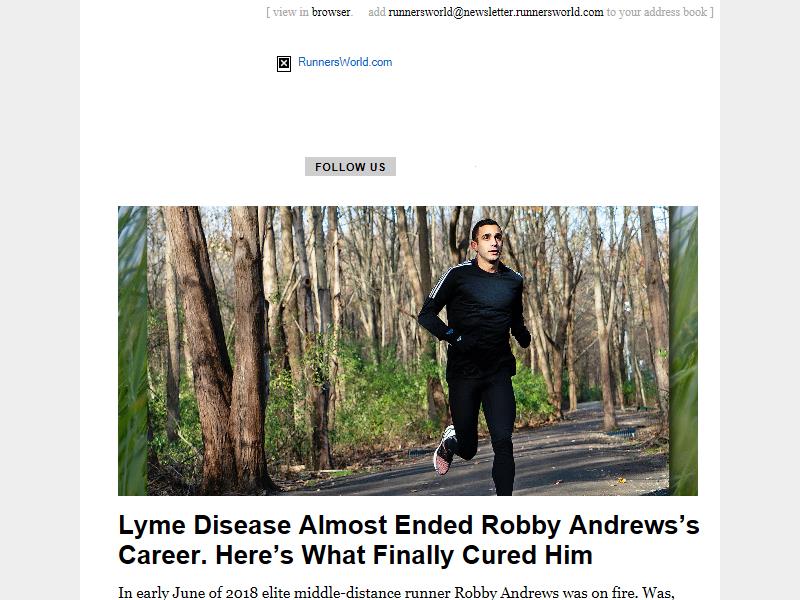 [ view in browser. add runnersworld@newsletter.runnersworld.com to your address book ]
RunnersWorld.com
FOLLOW US
Lyme Disease Almost Ended Robby Andrews’s
Career. Here’s What Finally Cured Him
In early June of 2018 elite middle-distance runner Robby Andrews was on fire. Was,